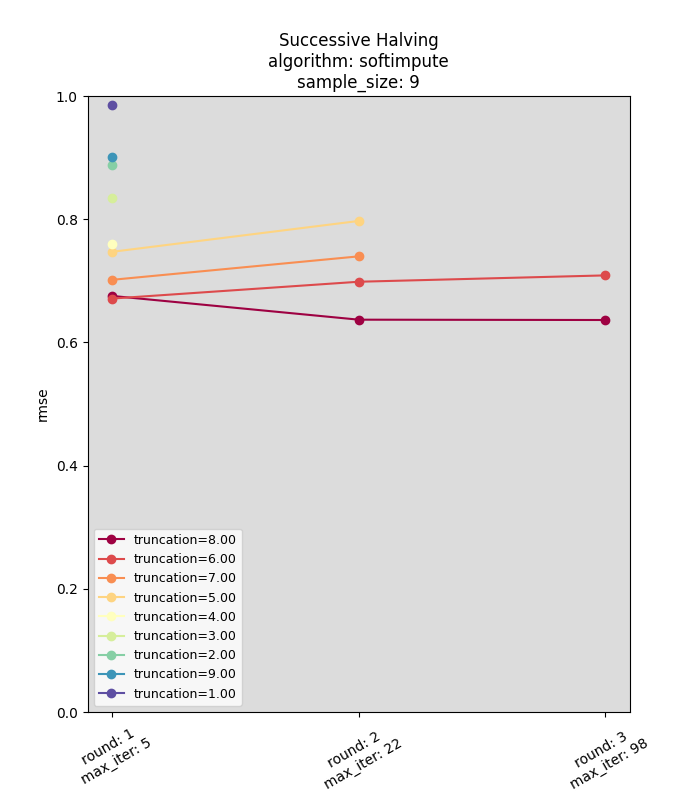 Successive Halving
algorithm: softimpute
sample_size: 9
1.0
0.8
0.6
0.4
0.2
0.0
rmse
truncation=8.00
truncation=6.00
truncation=7.00
truncation=5.00
truncation=4.00
truncation=3.00
truncation=2.00
truncation=9.00
truncation=1.00
round: 1
max_iter: 5
round: 2
max_iter: 22
round: 3
max_iter: 98